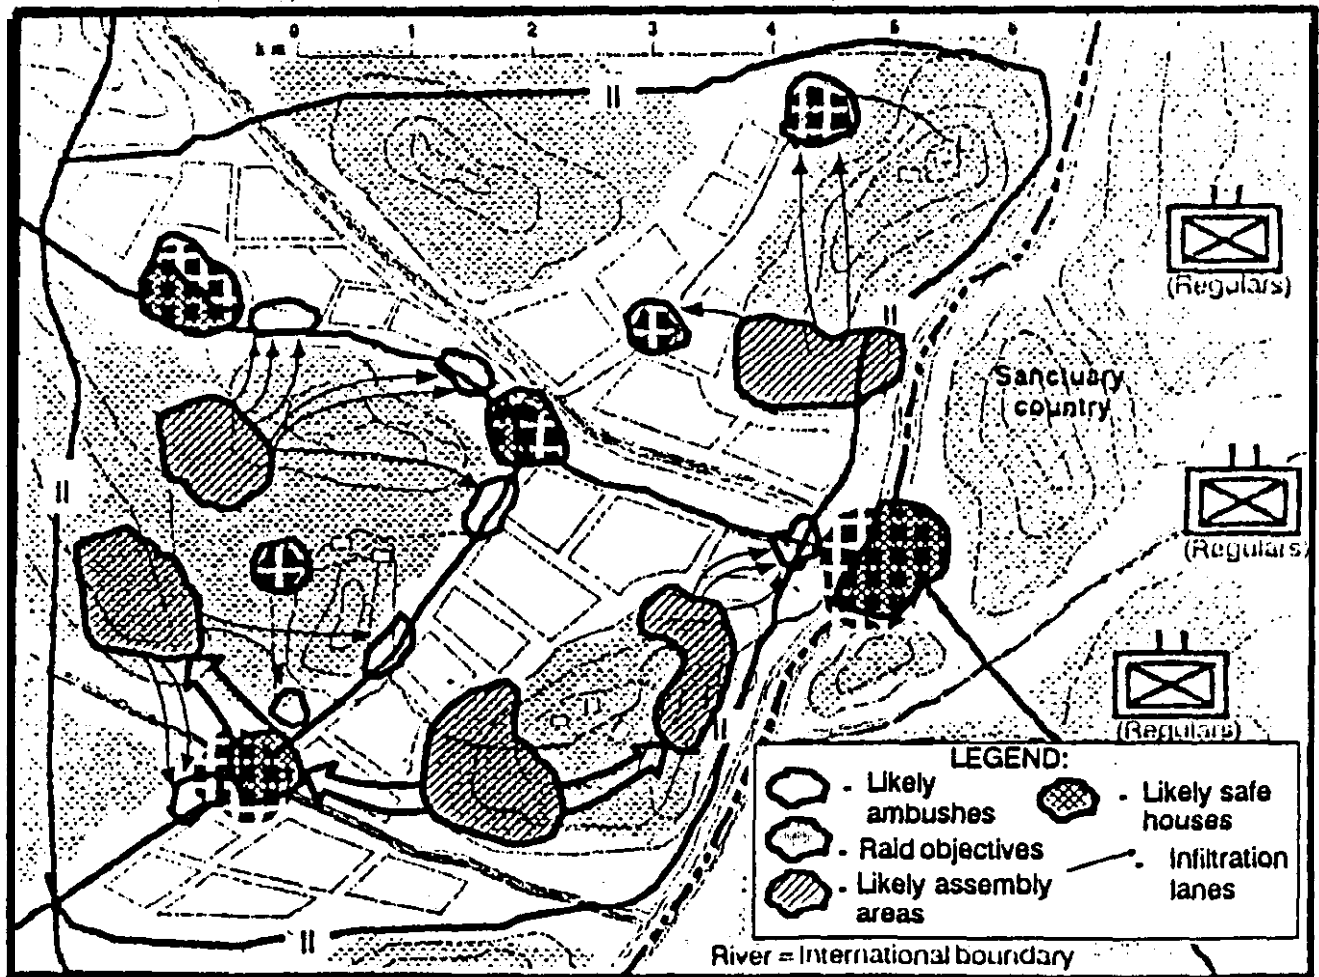 km 0 1 2 3 4 5 6
II
II
(Regulars)
Sanctuary
country
II
(Regulars)
(Regulars)
II
II
LEGEND:
- Likely
ambushes
- Raid objectives
- Likely assembly
areas
- Likely safe
houses
- Infiltration
lanes
River = International boundary